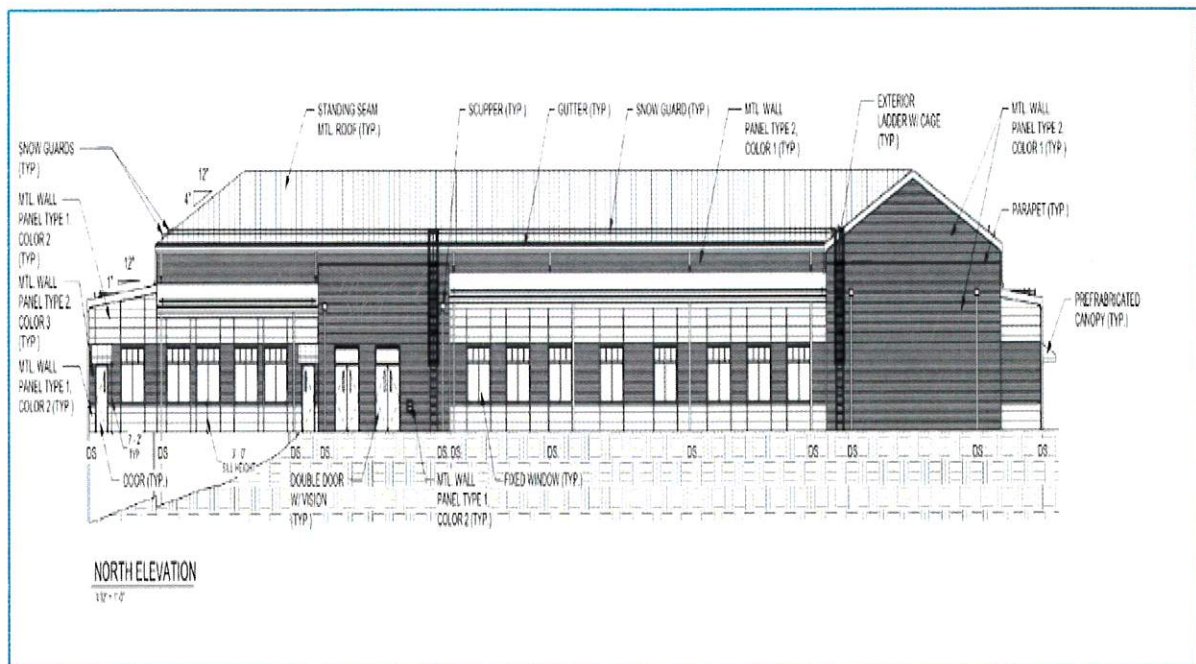 STANDING SEAM
MTL. ROOF (TYP.)
SCUPPER (TYP.)
GUTTER (TYP.)
SNOW GUARD (TYP.)
MTL. WALL
PANEL TYPE 2,
COLOR 1 (TYP.)
EXTERIOR
LADDER W/ CAGE
(TYP.)
MTL. WALL
PANEL TYPE 2
COLOR 1 (TYP.)
SNOW GUARDS
(TYP.)
12"
4"
MTL. WALL
PANEL TYPE 1
COLOR 2
(TYP.)
PARAPET (TYP.)
12"
1"
MTL. WALL
PANEL TYPE 2
COLOR 3
(TYP.)
PREFRABRICATED
CANOPY (TYP.)
MTL. WALL
PANEL TYPE 1,
COLOR 2 (TYP.)
7'-2"
TYP
3'-0"
SILL HEIGHT
DS DS DS DS DS DS DS DS DS DS DS DS
DOOR (TYP.)
DOUBLE DOOR
W/ VISION
(TYP.)
MTL. WALL
PANEL TYPE 1
COLOR 2 (TYP.)
FIXED WINDOW (TYP.)
NORTH ELEVATION